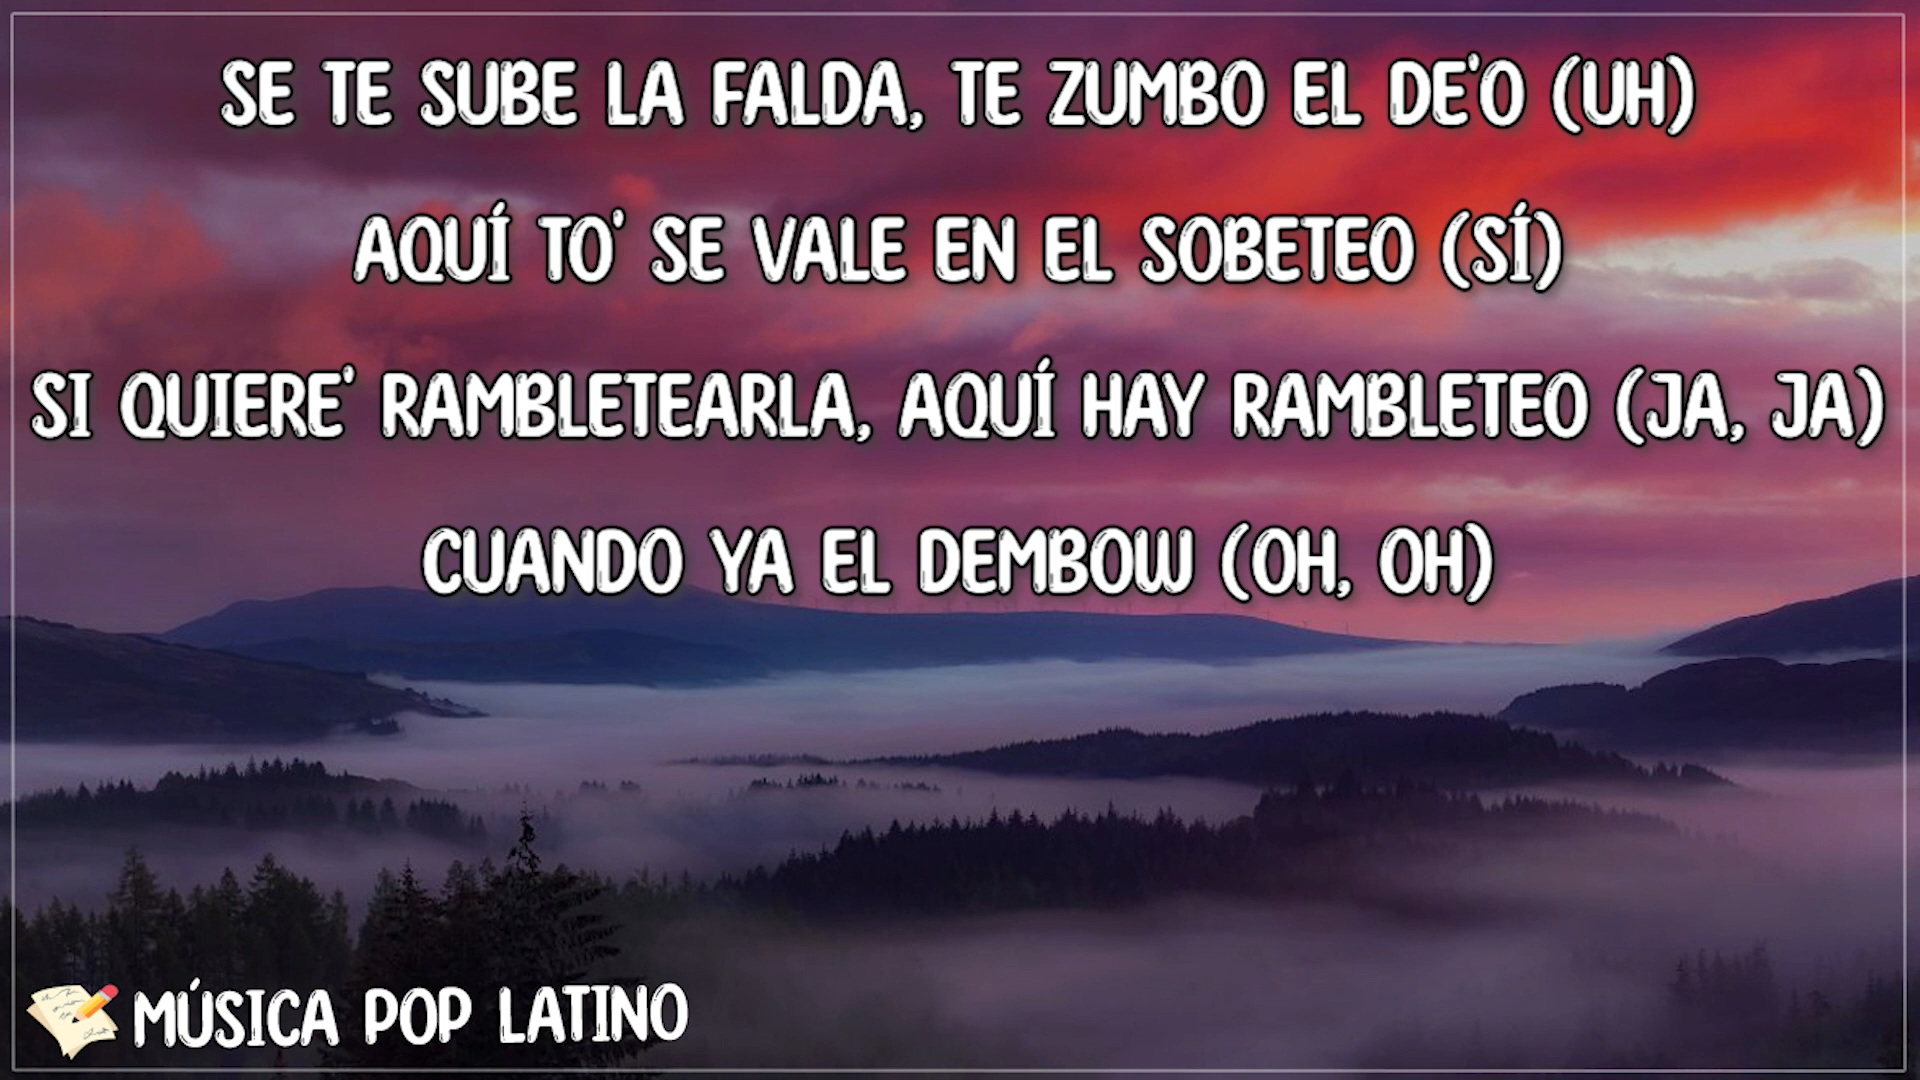 SE TE SUBE LA FALDA, TE ZUMBO EL DE'O (UH)
AQUÍ TO' SE VALE EN EL SOBETEO (SÍ)
SI QUIERE' RAMBLETEARLA, AQUÍ HAY RAMBLETEO (JA, JA)
CUANDO YA EL DEMBOW (OH, OH)
MÚSICA POP LATINO